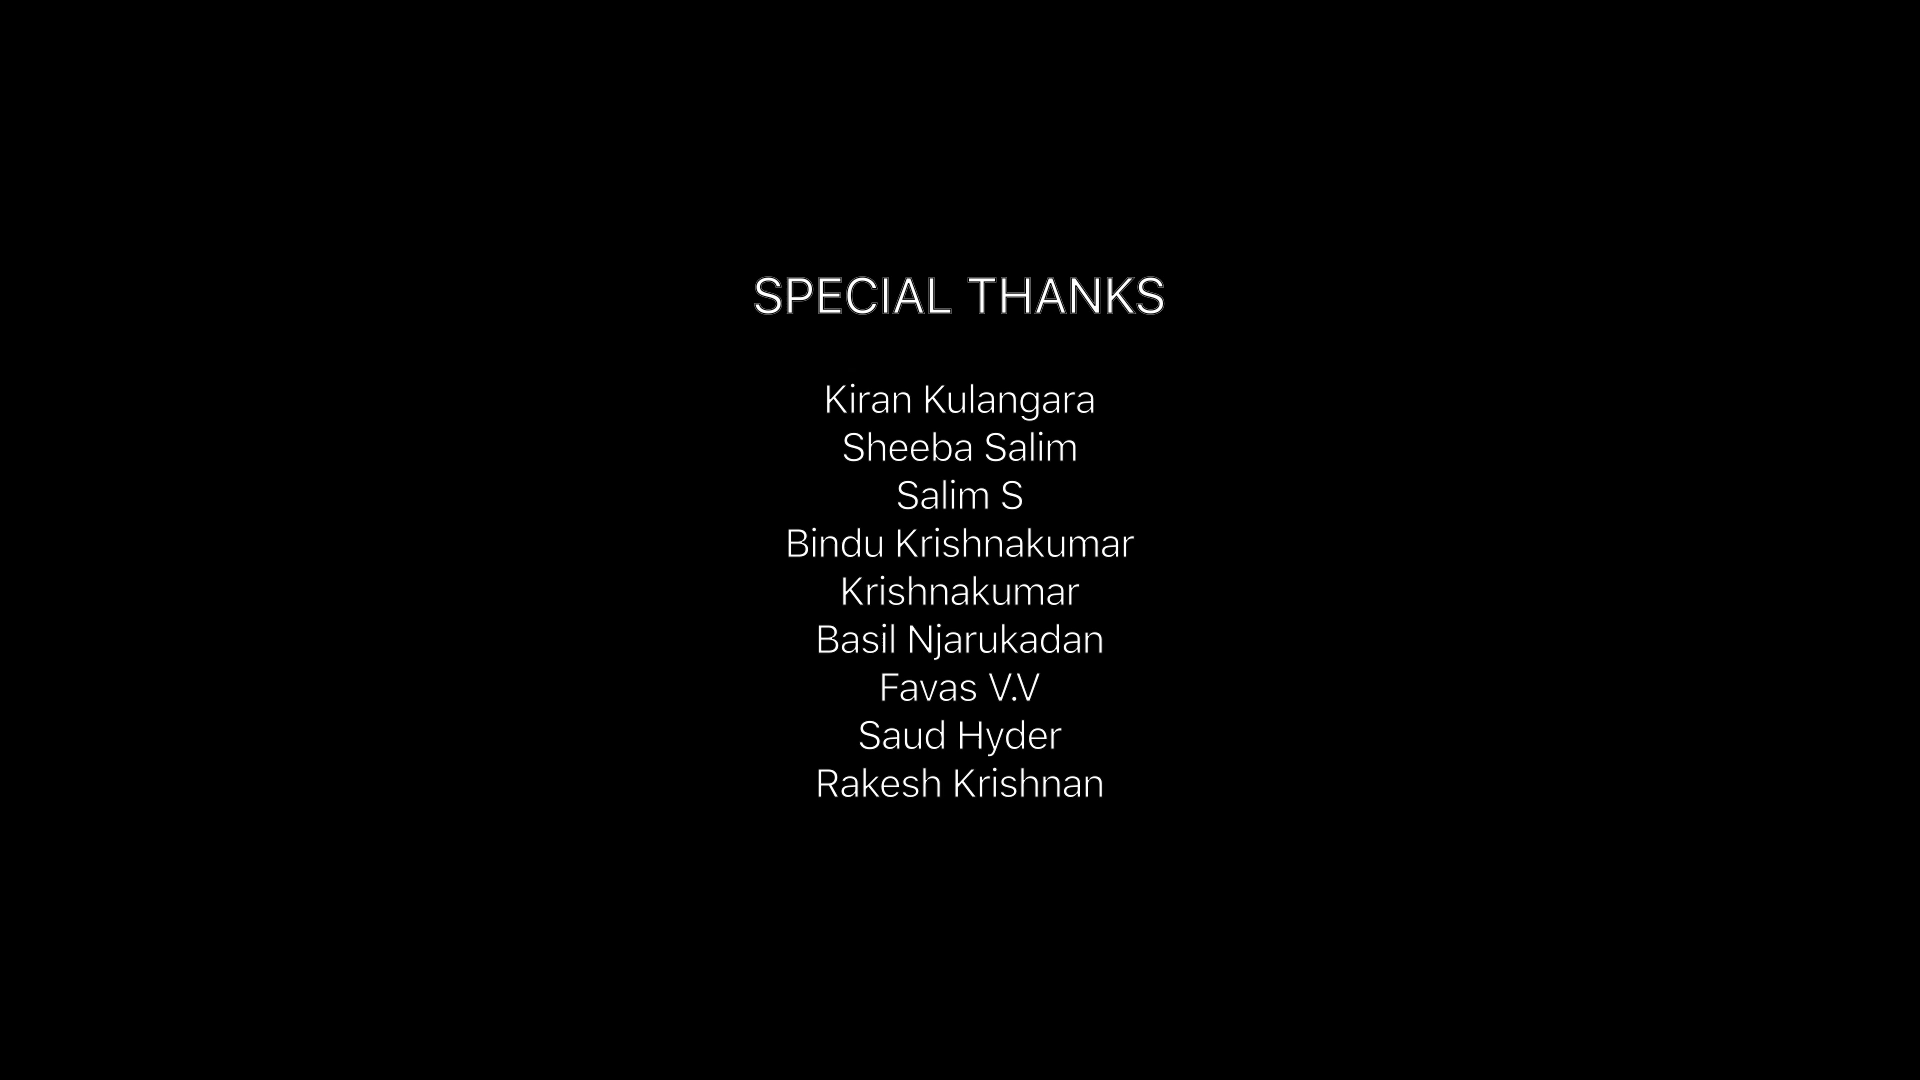 SPECIAL THANKS
Kiran Kulangara
Sheeba Salim
Salim S
Bindu Krishnakumar
Krishnakumar
Basil Njarukadan
Favas V.V
Saud Hyder
Rakesh Krishnan